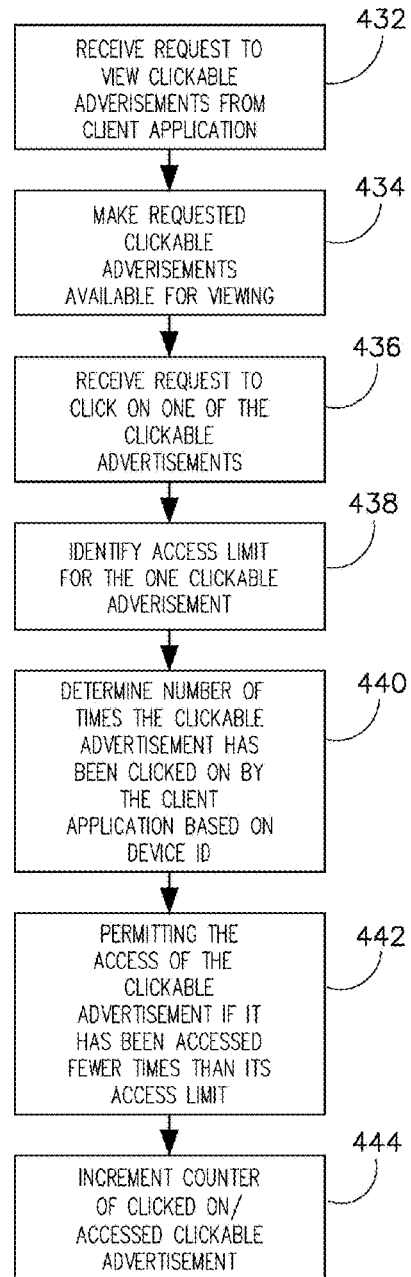 432
RECEIVE REQUEST TO
VIEW CLICKABLE
ADVERISEMENTS FROM
CLIENT APPLICATION
434
MAKE REQUESTED
CLICKABLE
ADVERISEMENTS
AVAILABLE FOR VIEWING
436
RECEIVE REQUEST TO
CLICK ON ONE OF THE
CLICKABLE
ADVERTISEMENTS
438
IDENTIFY ACCESS LIMIT
FOR THE ONE CLICKABLE
ADVERISEMENT
440
DETERMINE NUMBER OF
TIMES THE CLICKABLE
ADVERTISEMENT HAS
BEEN CLICKED ON BY
THE CLIENT
APPLICATION BASED ON
DEVICE ID
442
PERMITTING THE
ACCESS OF THE
CLICKABLE
ADVERTISEMENT IF IT
HAS BEEN ACCESSED
FEWER TIMES THAN ITS
ACCESS LIMIT
444
INCREMENT COUNTER
OF CLICKED ON/
ACCESSED CLICKABLE
ADVERTISEMENT